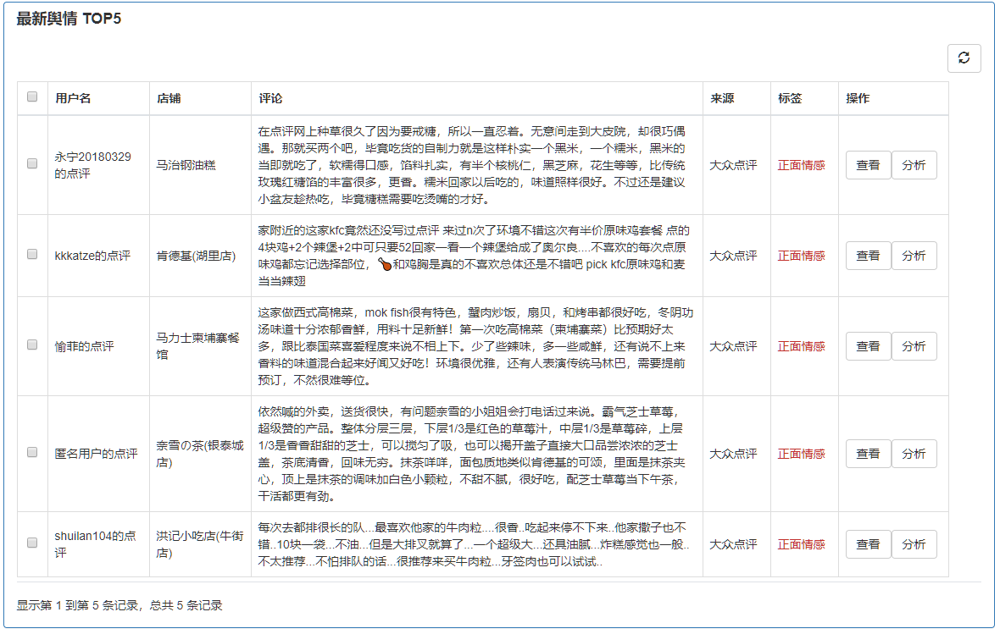 最新舆情 TOP5
用户名 店铺 评论 来源 标签 操作
永宁20180329
的点评
马治钢油糕
在点评网上种草很久了因为要戒糖，所以一直忍着。无意间走到大皮院，却很巧偶
遇。那就买两个吧，毕竟吃货的自制力就是这样朴实一个黑米，一个糯米，黑米的
当即就吃了，软糯得口感，馅料扎实，有半个核桃仁，黑芝麻，花生等等，比传统
玫瑰红糖馅的丰富很多，更香。糯米回家以后吃的，味道照样很好。不过还是建议
小盆友趁热吃，毕竟糖糕需要吃烫嘴的才好。
大众点评 正面情感 查看 分析
kkkatze的点评
肯德基(湖里店)
家附近的这家kfc竟然还没写过点评 来过n次了环境不错这次有半价原味鸡套餐 点的
4块鸡+2个辣堡+2中可只要52回家一看一个辣堡给成了奥尔良....不喜欢的每次点原
味鸡都忘记选择部位，🍗和鸡胸是真的不喜欢总体还是不错吧 pick kfc原味鸡和麦
当当辣翅
大众点评 正面情感 查看 分析
愉菲的点评
马力士柬埔寨餐
馆
这家做西式高棉菜，mok fish很有特色，蟹肉炒饭，扇贝，和烤串都很好吃，冬阴功
汤味道十分浓郁香鲜，用料十足新鲜！第一次吃高棉菜（柬埔寨菜）比预期好太
多，跟比泰国菜喜爱程度来说不相上下。少了些辣味，多一些咸鲜，还有说不上来
香料的味道混合起来好闻又好吃！环境很优雅，还有人表演传统马林巴，需要提前
预订，不然很难等位。
大众点评 正面情感 查看 分析
匿名用户的点评
奈雪の茶(银泰城
店)
依然喊的外卖，送货很快，有问题奈雪的小姐姐会打电话过来说。霸气芝士草莓，
超级赞的产品。整体分层三层，下层1/3是红色的草莓汁，中层1/3是草莓碎，上层
1/3是香香甜甜的芝士，可以搅匀了吸，也可以揭开盖子直接大口品尝浓浓的芝士
盖，茶底清香，回味无穷。抹茶咩咩，面包质地类似肯德基的可颂，里面是抹茶夹
心，顶上是抹茶的调味加白色小颗粒，不甜不腻，很好吃，配芝士草莓当下午茶，
干活都更有劲。
大众点评 正面情感 查看 分析
shuilan104的点
评
洪记小吃店(牛街
店)
每次去都排很长的队...最喜欢他家的牛肉粒....很香..吃起来停不下来..他家撒子也不
错..10块一袋...不油...但是大排叉就算了...一个超级大...还具油腻...炸糕感觉也一般..
不太推荐...不怕排队的话...很推荐来买牛肉粒...牙签肉也可以试试..
大众点评 正面情感 查看 分析
显示第 1 到第 5 条记录，总共 5 条记录